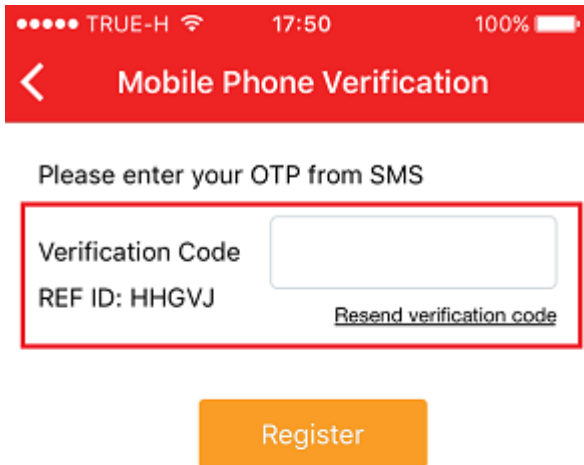 TRUE-H 17:50 100%
Mobile Phone Verification
Please enter your OTP from SMS
Verification Code
REF ID: HHGVJ
Resend verification code
Register